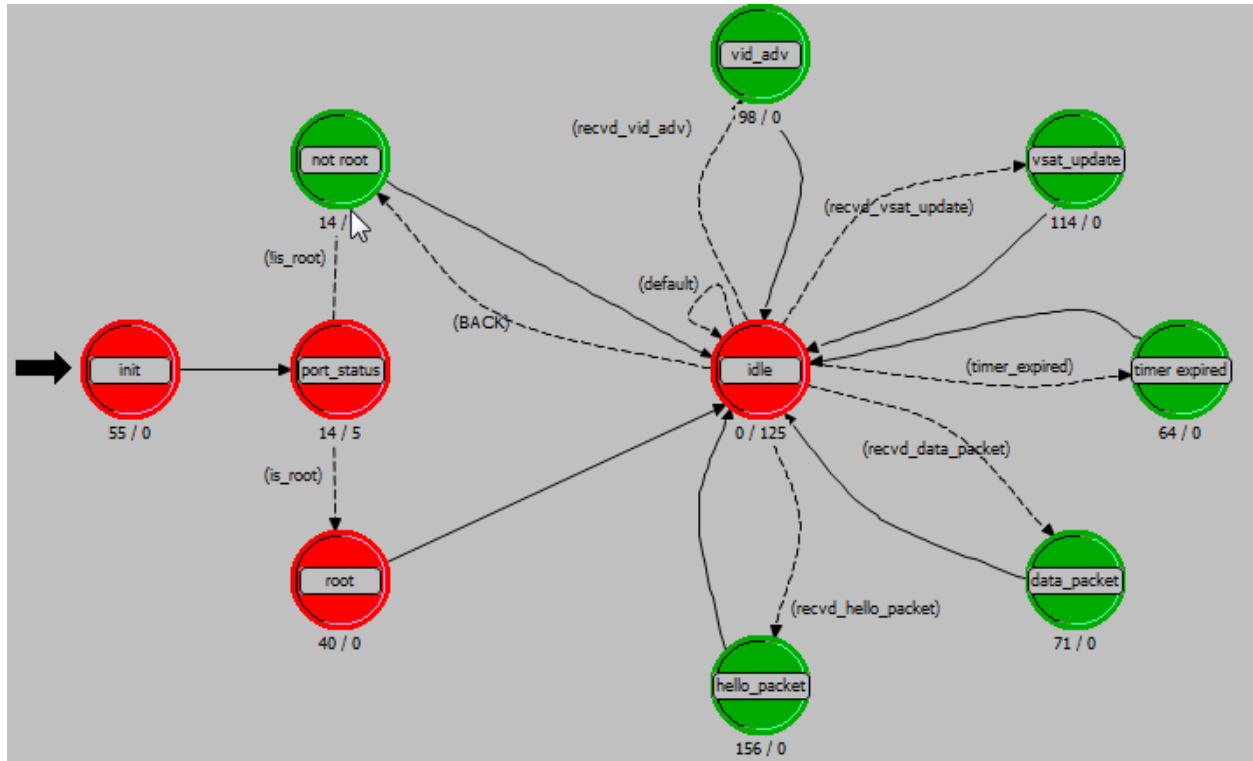 vid_adv
98 / 0
(recvd_vid_adv)
not root
14 /
vsat_update
114 / 0
(recvd_vsat_update)
(!is_root)
(default)
(BACK)
init
55 / 0
port_status
14 / 5
idle
0 / 125
(timer_expired)
timer expired
64 / 0
(recvd_data_packet)
(is_root)
root
40 / 0
data_packet
71 / 0
(recvd_hello_packet)
hello_packet
156 / 0